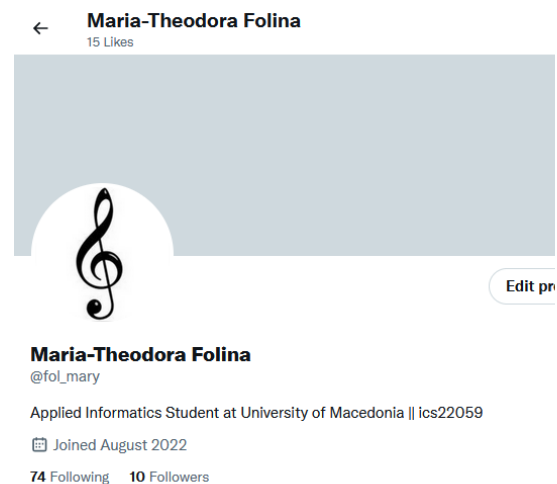 Maria-Theodora Folina
15 Likes
Edit
Maria-Theodora Folina
@fol_mary
Applied Informatics Student at University of Macedonia || ics22059
Joined August 2022
74 Following 10 Followers